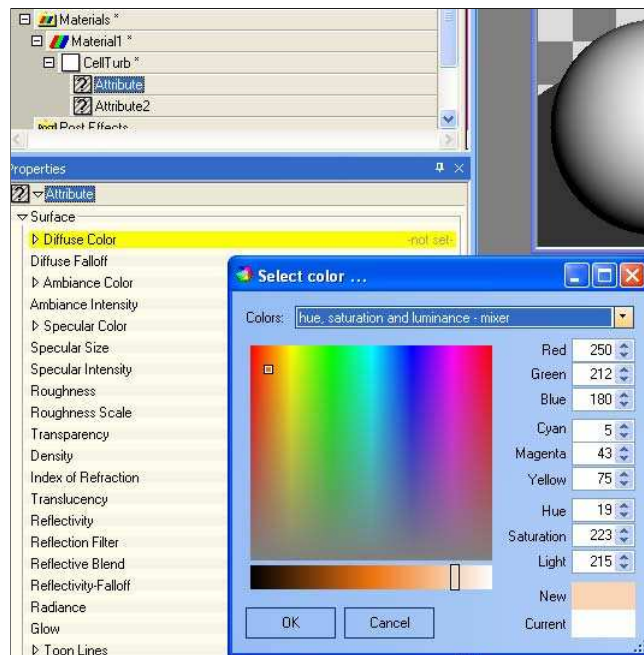 Materials *
Material1 *
CellTurb *
Attribute
Attribute2
Post Effects
Properties
Attribute
Surface
Diffuse Color -not set-
Diffuse Falloff
Ambiance Color
Ambiance Intensity
Specular Color
Specular Size
Specular Intensity
Roughness
Roughness Scale
Transparency
Density
Index of Refraction
Translucency
Reflectivity
Reflection Filter
Reflective Blend
Reflectivity-Falloff
Radiance
Glow
Toon Lines
Select color ...
Colors: hue, saturation and luminance - mixer
Red 250
Green 212
Blue 180
Cyan 5
Magenta 43
Yellow 75
Hue 19
Saturation 223
Light 215
New
Current
OK Cancel